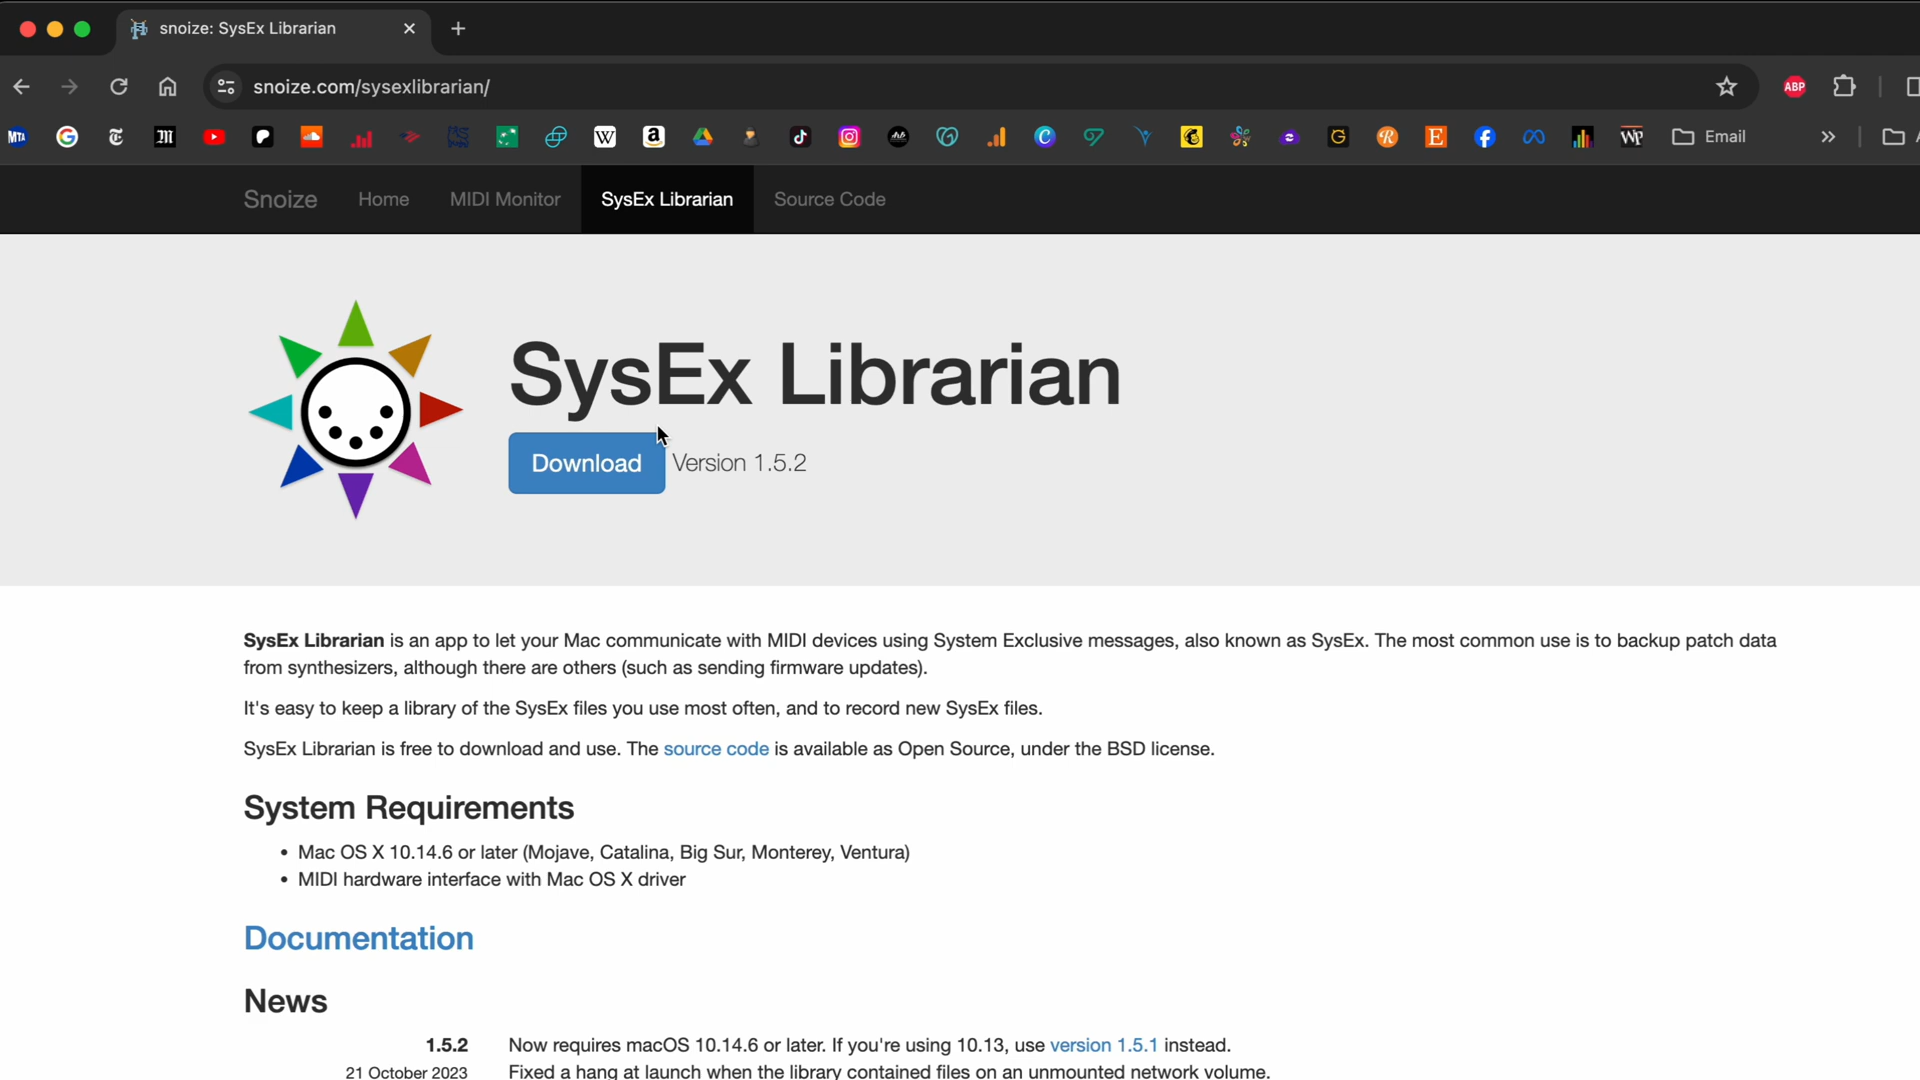 snoize: SysEx Librarian
snoize.com/sysexlibrarian/
ABP
MTA
Email
Snoize Home MIDI Monitor SysEx Librarian Source Code
SysEx Librarian
Download Version 1.5.2
SysEx Librarian is an app to let your Mac communicate with MIDI devices using System Exclusive messages, also known as SysEx. The most common use is to backup patch data
from synthesizers, although there are others (such as sending firmware updates).
It's easy to keep a library of the SysEx files you use most often, and to record new SysEx files.
SysEx Librarian is free to download and use. The source code is available as Open Source, under the BSD license.
System Requirements
• Mac OS X 10.14.6 or later (Mojave, Catalina, Big Sur, Monterey, Ventura)
• MIDI hardware interface with Mac OS X driver
Documentation
News
1.5.2 Now requires macOS 10.14.6 or later. If you're using 10.13, use version 1.5.1 instead.
21 October 2023 Fixed a hang at launch when the library contained files on an unmounted network volume.